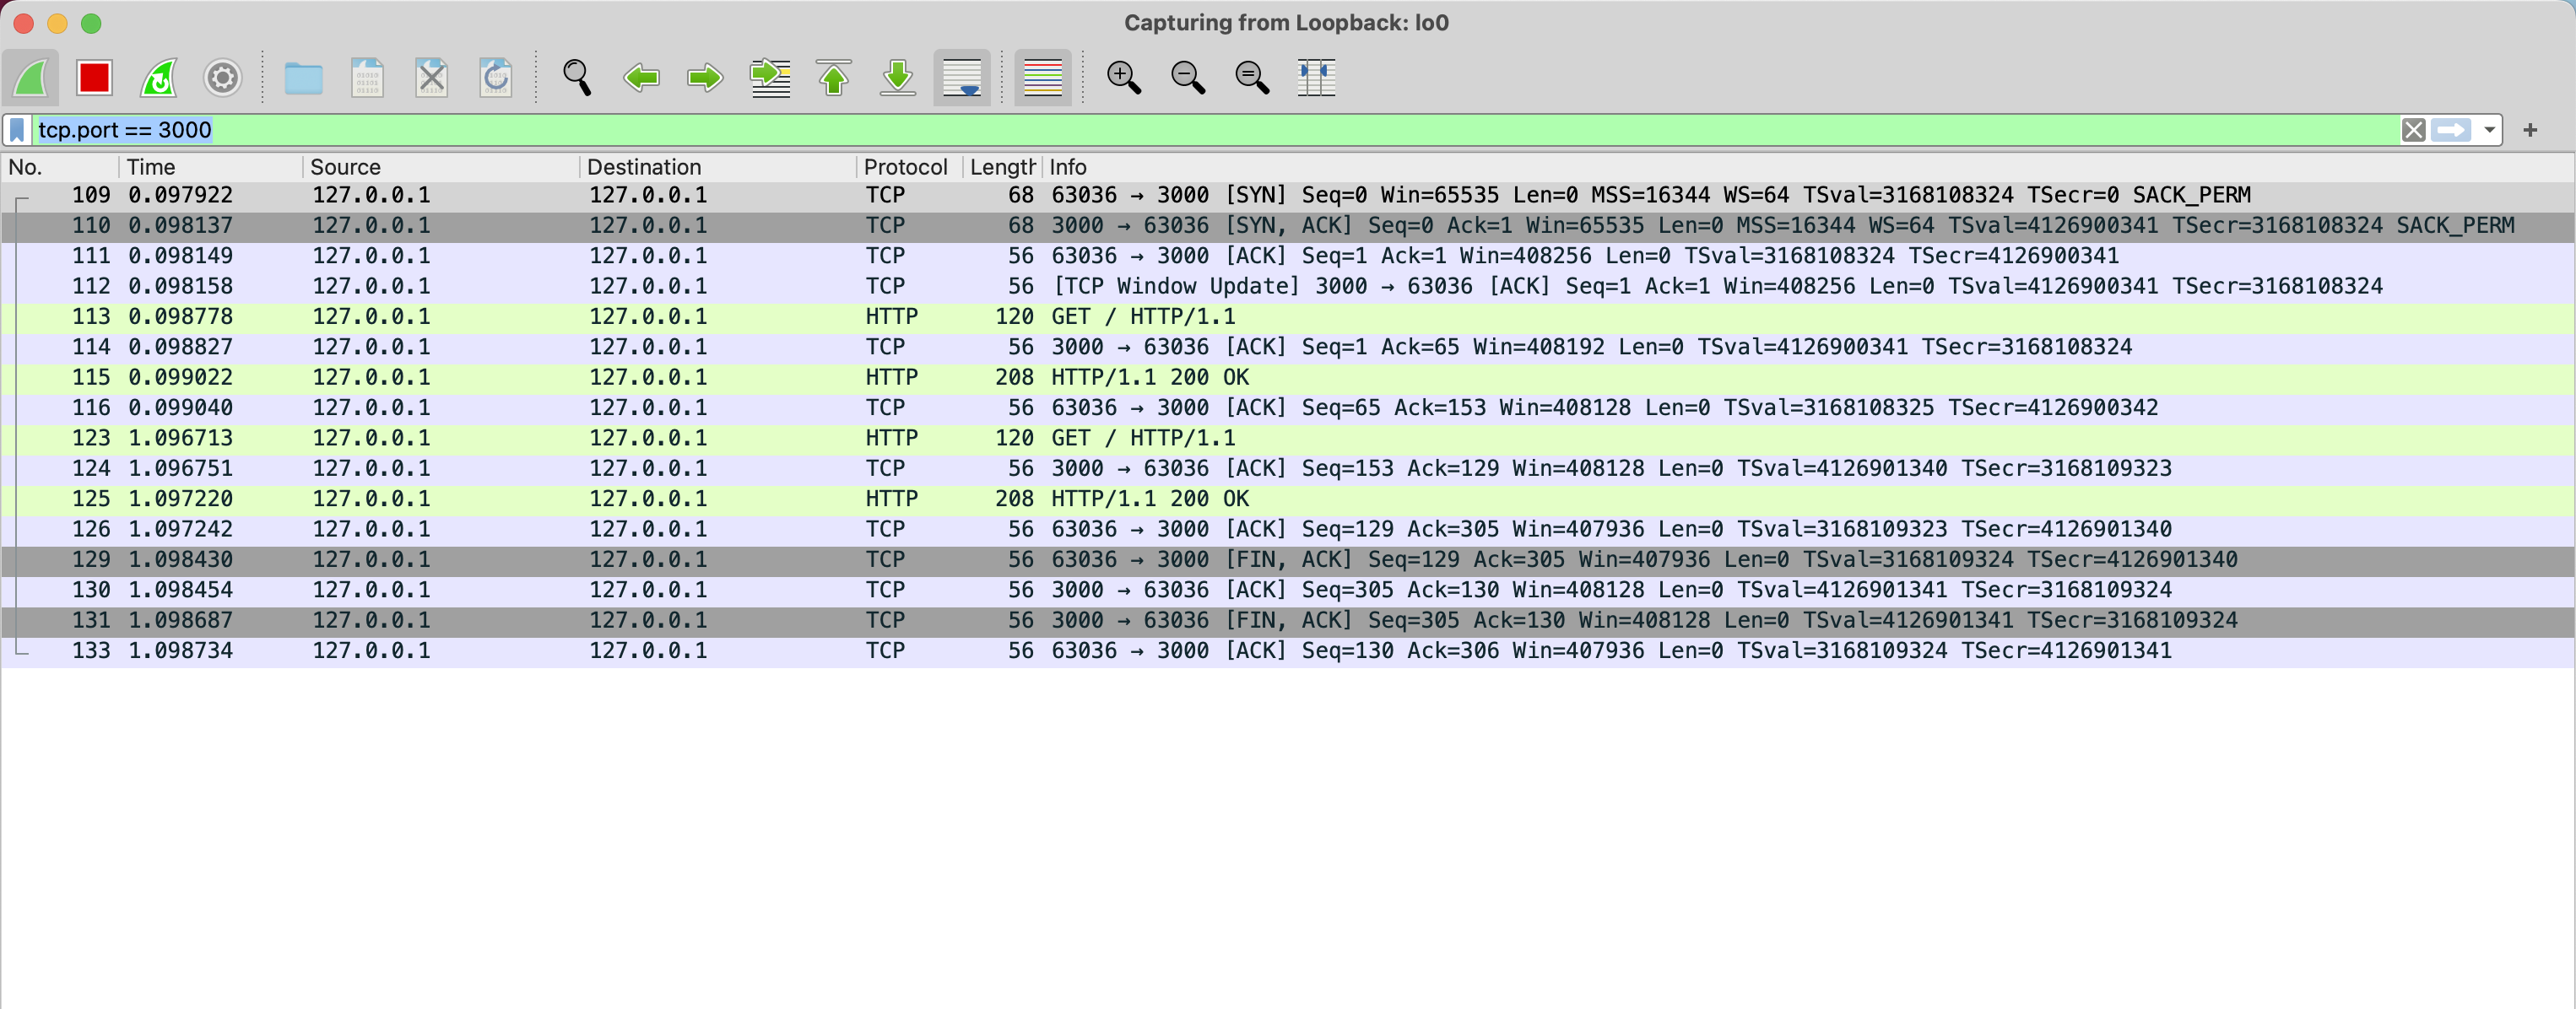 Capturing from Loopback: lo0
tcp.port == 3000
No. Time Source Destination Protocol Length Info
109 0.097922 127.0.0.1 127.0.0.1 TCP 68 63036 → 3000 [SYN] Seq=0 Win=65535 Len=0 MSS=16344 WS=64 TSval=3168108324 TSecr=0 SACK_PERM
110 0.098137 127.0.0.1 127.0.0.1 TCP 68 3000 → 63036 [SYN, ACK] Seq=0 Ack=1 Win=65535 Len=0 MSS=16344 WS=64 TSval=4126900341 TSecr=3168108324 SACK_PERM
111 0.098149 127.0.0.1 127.0.0.1 TCP 56 63036 → 3000 [ACK] Seq=1 Ack=1 Win=408256 Len=0 TSval=3168108324 TSecr=4126900341
112 0.098158 127.0.0.1 127.0.0.1 TCP 56 [TCP Window Update] 3000 → 63036 [ACK] Seq=1 Ack=1 Win=408256 Len=0 TSval=4126900341 TSecr=3168108324
113 0.098778 127.0.0.1 127.0.0.1 HTTP 120 GET / HTTP/1.1
114 0.098827 127.0.0.1 127.0.0.1 TCP 56 3000 → 63036 [ACK] Seq=1 Ack=65 Win=408192 Len=0 TSval=4126900341 TSecr=3168108324
115 0.099022 127.0.0.1 127.0.0.1 HTTP 208 HTTP/1.1 200 OK
116 0.099040 127.0.0.1 127.0.0.1 TCP 56 63036 → 3000 [ACK] Seq=65 Ack=153 Win=408128 Len=0 TSval=3168108325 TSecr=4126900342
123 1.096713 127.0.0.1 127.0.0.1 HTTP 120 GET / HTTP/1.1
124 1.096751 127.0.0.1 127.0.0.1 TCP 56 3000 → 63036 [ACK] Seq=153 Ack=129 Win=408128 Len=0 TSval=4126901340 TSecr=3168109323
125 1.097220 127.0.0.1 127.0.0.1 HTTP 208 HTTP/1.1 200 OK
126 1.097242 127.0.0.1 127.0.0.1 TCP 56 63036 → 3000 [ACK] Seq=129 Ack=305 Win=407936 Len=0 TSval=3168109323 TSecr=4126901340
129 1.098430 127.0.0.1 127.0.0.1 TCP 56 63036 → 3000 [FIN, ACK] Seq=129 Ack=305 Win=407936 Len=0 TSval=3168109324 TSecr=4126901340
130 1.098454 127.0.0.1 127.0.0.1 TCP 56 3000 → 63036 [ACK] Seq=305 Ack=130 Win=408128 Len=0 TSval=4126901341 TSecr=3168109324
131 1.098687 127.0.0.1 127.0.0.1 TCP 56 3000 → 63036 [FIN, ACK] Seq=305 Ack=130 Win=408128 Len=0 TSval=4126901341 TSecr=3168109324
133 1.098734 127.0.0.1 127.0.0.1 TCP 56 63036 → 3000 [ACK] Seq=130 Ack=306 Win=407936 Len=0 TSval=3168109324 TSecr=4126901341